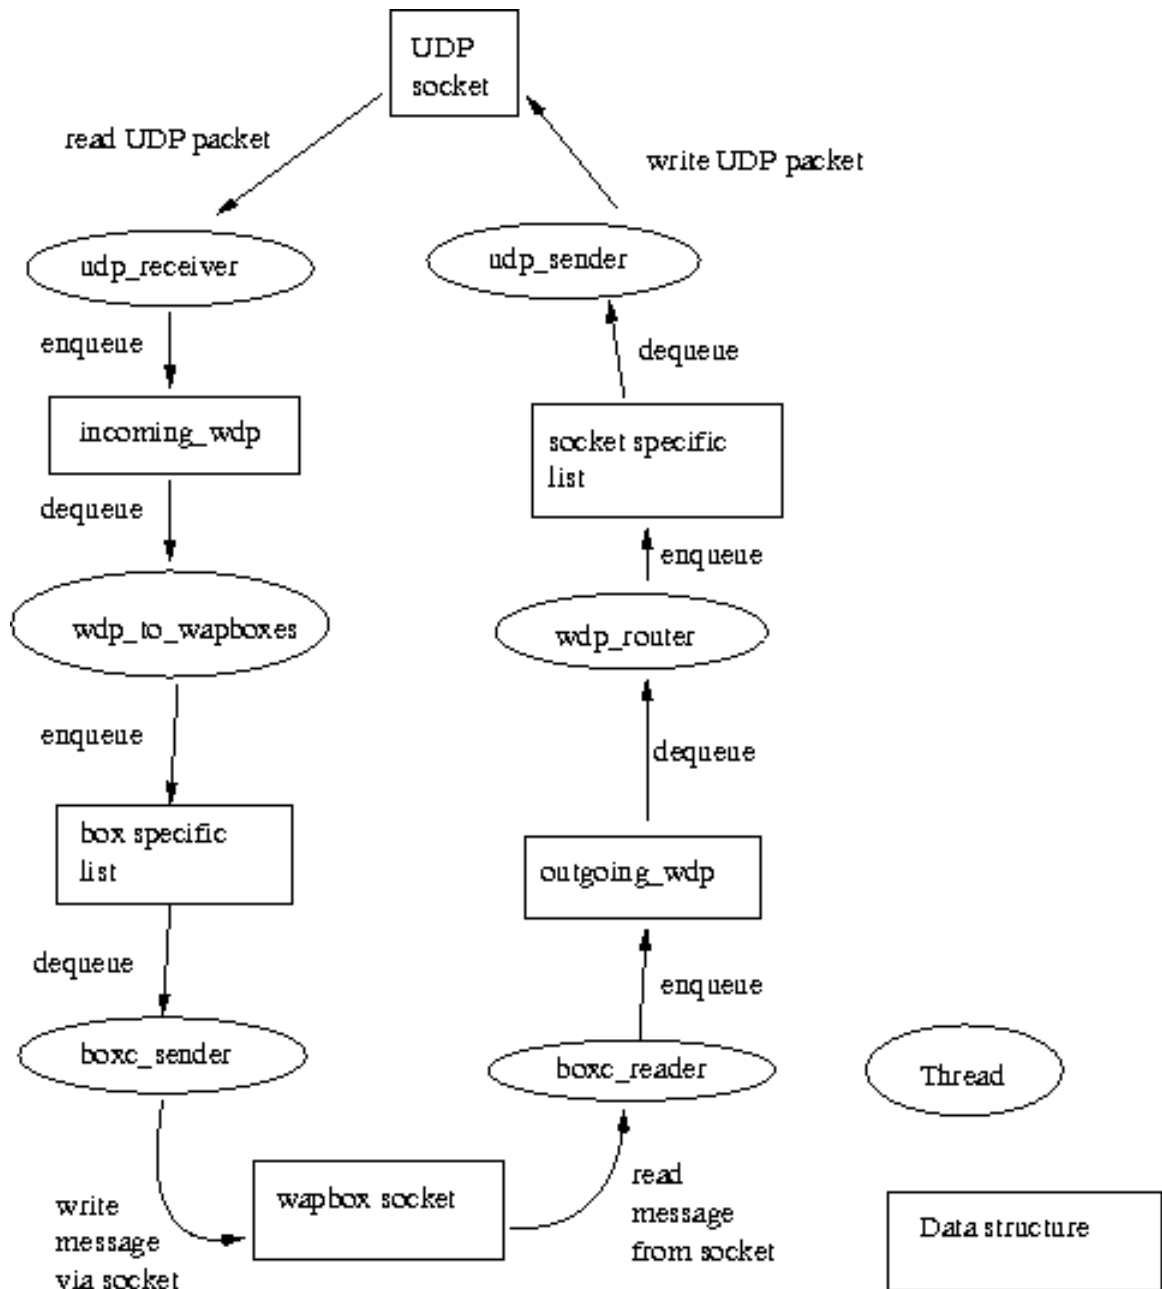 UDP
socket
read UDP packet
write UDP packet
udp_receiver
udp_sender
enqueue
dequeue
incoming_wdp
socket specific
list
dequeue
enqueue
wdp_to_wapboxes
wdp_router
enqueue
dequeue
box specific
list
outgoing_wdp
dequeue
enqueue
boxc_sender
boxc_reader
Thread
write
message
via socket
wapbox socket
read
message
from socket
Data structure